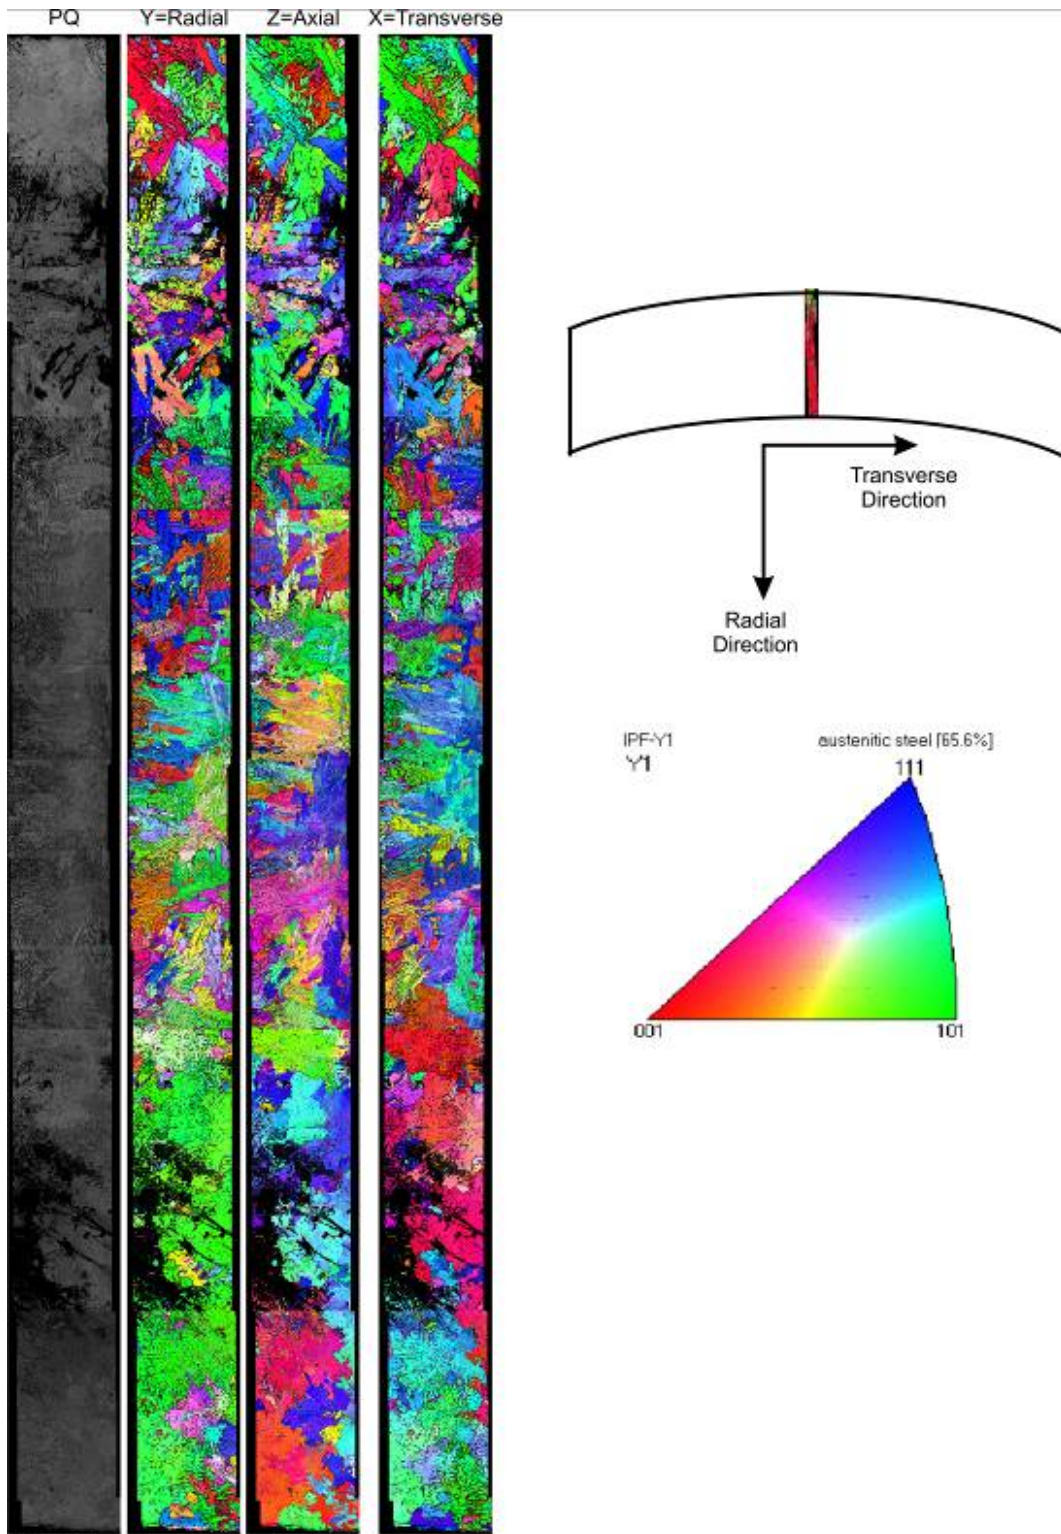 PQ Y=Radial Z=Axial X=Transverse
Transverse
Direction
Radial
Direction
IPF-Y1 austenitic steel [65.6%]
Y1
111
001 101